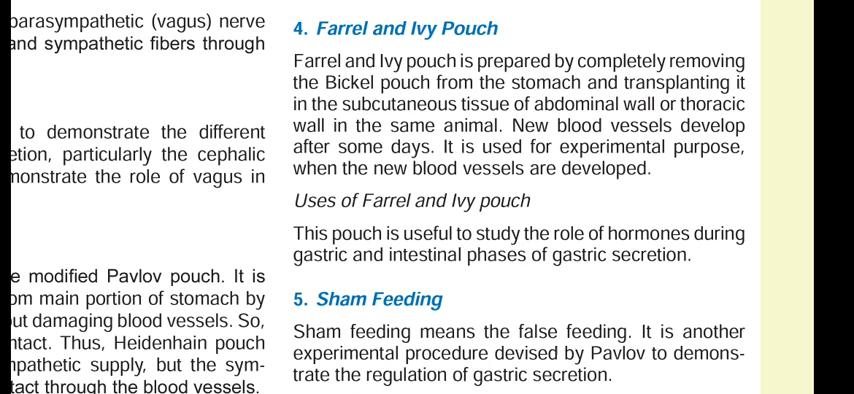 parasympathetic (vagus) nerve
and sympathetic fibers through
to demonstrate the different
particularly the cephalic
the role of vagus in
modified Pavlov pouch. It is
main portion of stomach by
damaging blood vessels. So,
Thus, Heidenhain pouch
supply, but the sym-
through the blood vessels.
4. Farrel and Ivy Pouch
Farrel and Ivy pouch is prepared by completely removing
the Bickel pouch from the stomach and transplanting it
in the subcutaneous tissue of abdominal wall or thoracic
wall in the same animal. New blood vessels develop
after some days. It is used for experimental purpose,
when the new blood vessels are developed.
Uses of Farrel and Ivy pouch
This pouch is useful to study the role of hormones during
gastric and intestinal phases of gastric secretion.
5. Sham Feeding
Sham feeding means the false feeding. It is another
experimental procedure devised by Pavlov to demons-
trate the regulation of gastric secretion.